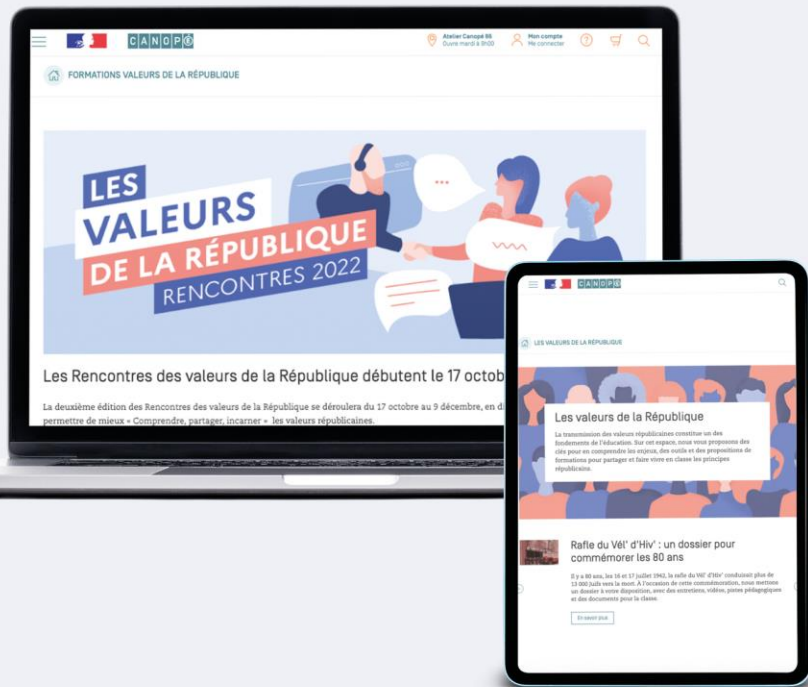 CANOPÉ
Atelier Canopé 86
Ouvre mardi à 9h00
Mon compte
Me connecter
FORMATIONS VALEURS DE LA RÉPUBLIQUE
LES
VALEURS
DE LA RÉPUBLIQUE
RENCONTRES 2022
Les Rencontres des valeurs de la République débutent le 17 octob
La deuxième édition des Rencontres des valeurs de la République se déroulera du 17 octobre au 9 décembre, en di
permettre de mieux « Comprendre, partager, incarner » les valeurs républicaines.
CANOPÉ
LES VALEURS DE LA RÉPUBLIQUE
Les valeurs de la République
La transmission des valeurs républicaines constitue un des
fondements de l'éducation. Sur cet espace, nous vous proposons des
clés pour en comprendre les enjeux, des outils et des propositions de
formations pour partager et faire vivre en classe les principes
républicains.
Rafle du Vél' d'Hiv' : un dossier pour
commémorer les 80 ans
Il y a 80 ans, les 16 et 17 juillet 1942, la rafle du Vél' d'Hiv' conduisait plus de
13 000 Juifs vers la mort. À l'occasion de cette commémoration, nous mettons
un dossier à votre disposition, avec des entretiens, vidéos, pistes pédagogiques
et des documents pour la classe.
En savoir plus